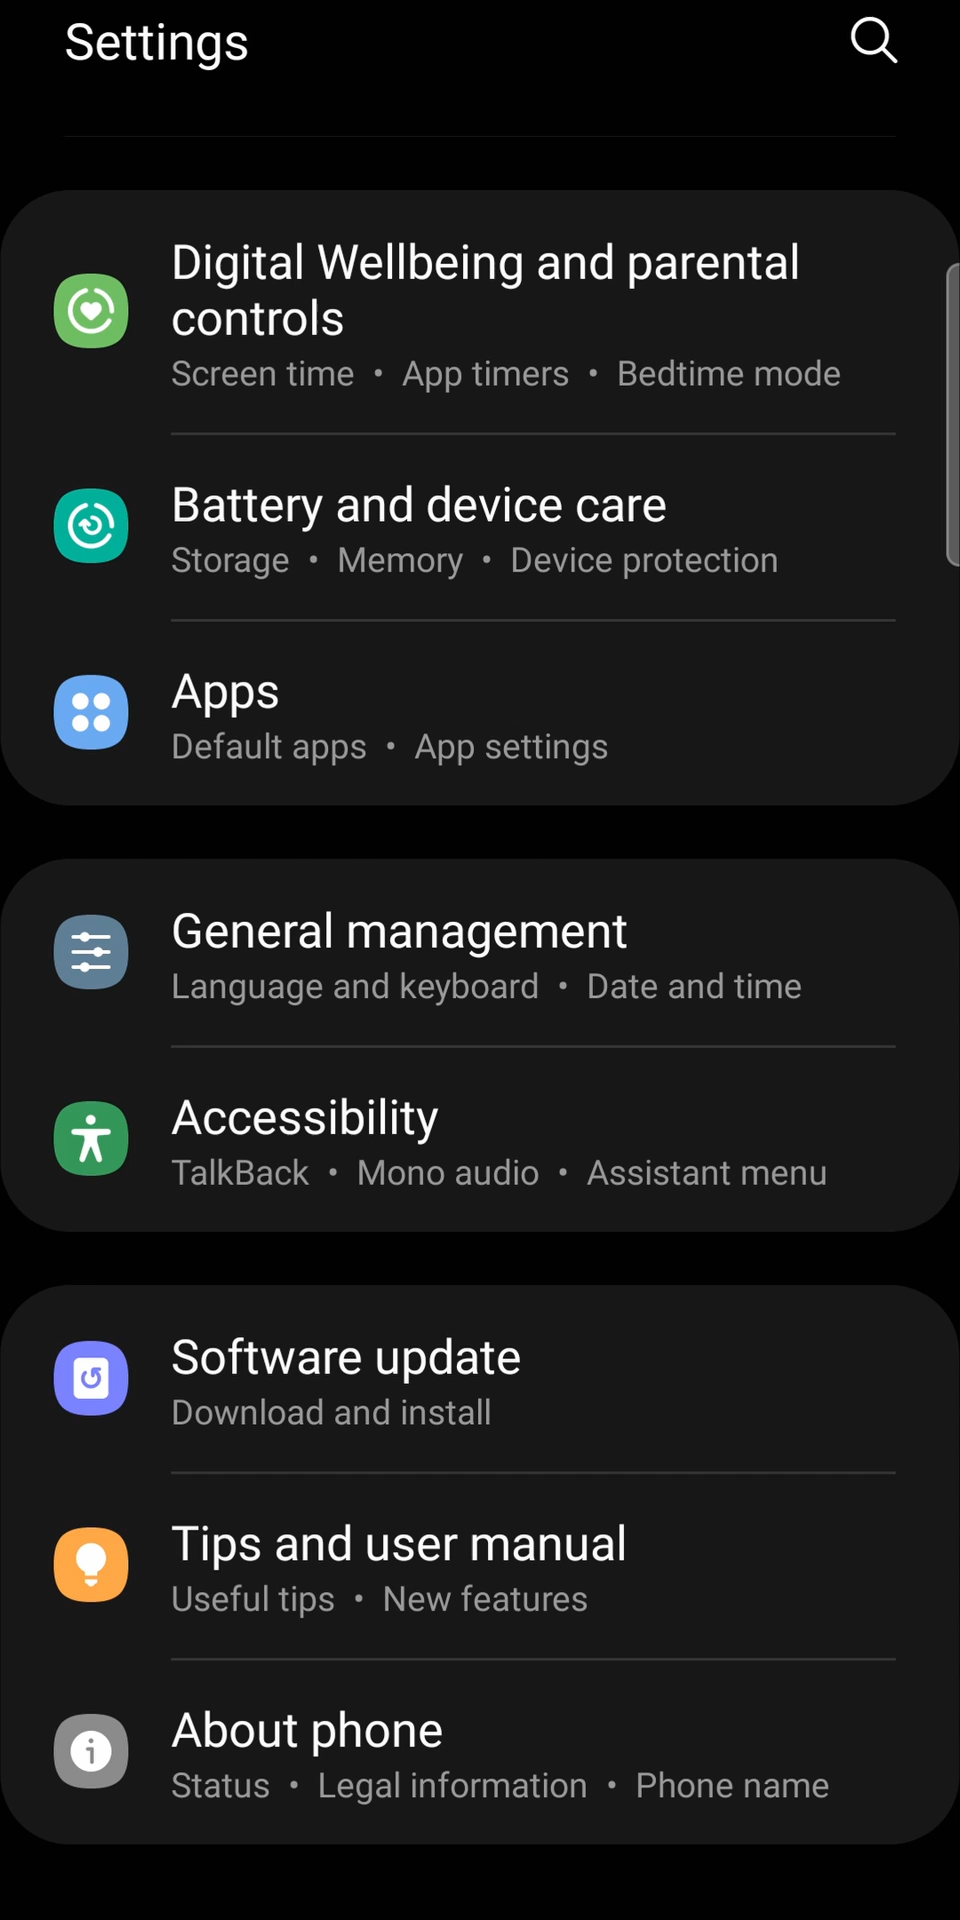 Settings
Digital Wellbeing and parental
controls
Screen time • App timers • Bedtime mode
Battery and device care
Storage • Memory • Device protection
Apps
Default apps • App settings
General management
Language and keyboard • Date and time
Accessibility
TalkBack • Mono audio • Assistant menu
Software update
Download and install
Tips and user manual
Useful tips • New features
About phone
Status • Legal information • Phone name